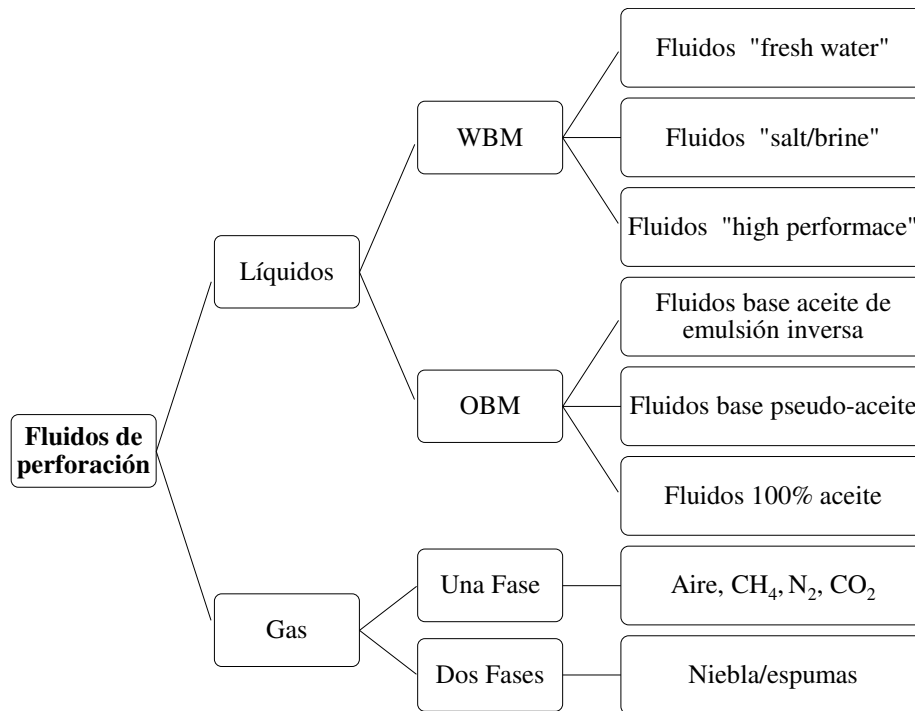 Fluidos de
perforación
Líquidos
WBM
Fluidos "fresh water"
Fluidos "salt/brine"
Fluidos "high performace"
OBM
Fluidos base aceite de
emulsión inversa
Fluidos base pseudo-aceite
Fluidos 100% aceite
Gas
Una Fase
Aire, CH₄, N₂, CO₂
Dos Fases
Niebla/espumas